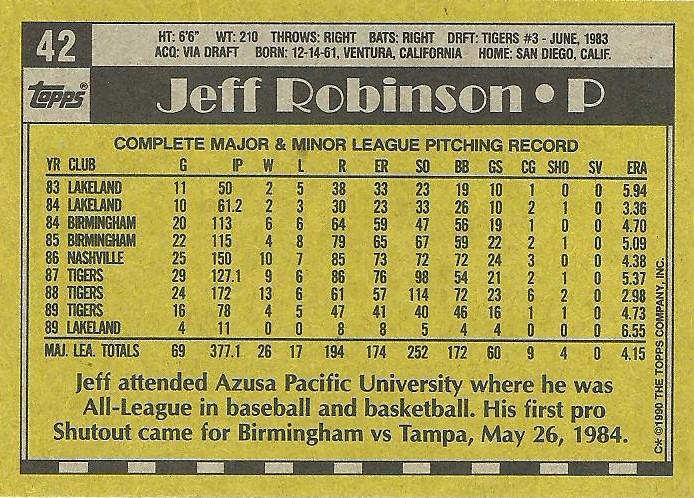 42
HT: 6'6" WT: 210 THROWS: RIGHT BATS: RIGHT DRFT: TIGERS #3 - JUNE, 1983
ACQ: VIA DRAFT BORN: 12-14-61, VENTURA, CALIFORNIA HOME: SAN DIEGO, CALIF.
TOPPS®
Jeff Robinson • P
COMPLETE MAJOR & MINOR LEAGUE PITCHING RECORD
YR CLUB G IP W L R ER SO BB GS CG SHO SV ERA
83 LAKELAND 11 50 2 5 38 33 23 19 10 1 0 0 5.94
84 LAKELAND 10 61.2 2 3 30 23 33 26 10 2 1 0 3.36
84 BIRMINGHAM 20 113 6 6 64 59 47 56 19 1 0 0 4.70
85 BIRMINGHAM 22 115 4 8 79 65 67 59 22 2 1 0 5.09
86 NASHVILLE 25 150 10 7 85 73 72 72 24 3 0 0 4.38
87 TIGERS 29 127.1 9 6 86 76 98 54 21 2 1 0 5.37
88 TIGERS 24 172 13 6 61 57 114 72 23 6 2 0 2.98
89 TIGERS 16 78 4 5 47 41 40 46 16 1 1 0 4.73
89 LAKELAND 4 11 0 0 8 8 5 4 4 0 0 0 6.55
MAJ. LEA. TOTALS 69 377.1 26 17 194 174 252 172 60 9 4 0 4.15
Jeff attended Azusa Pacific University where he was
All-League in baseball and basketball. His first pro
Shutout came for Birmingham vs Tampa, May 26, 1984.
C* ©1990 THE TOPPS COMPANY, INC.